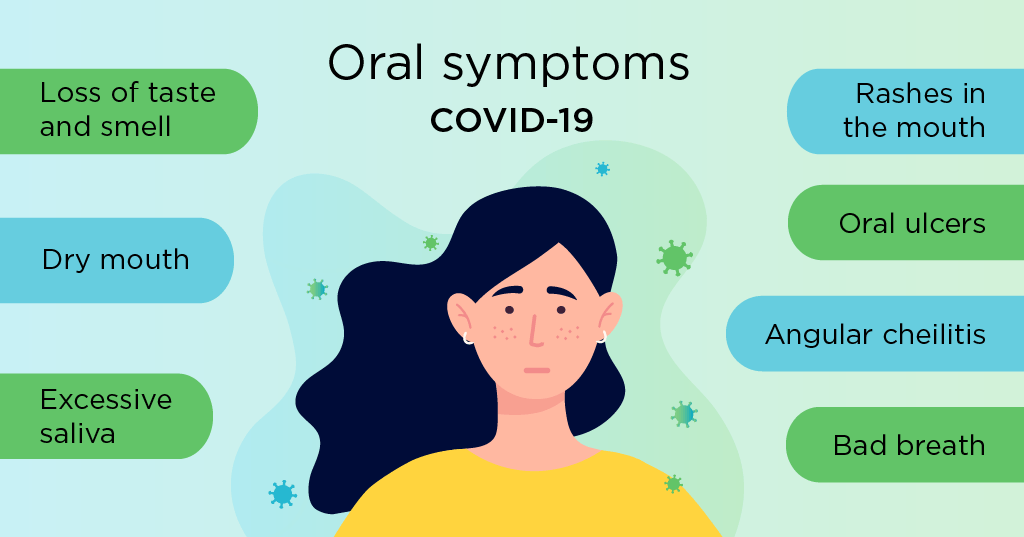 Oral symptoms
COVID-19
Loss of taste
and smell
Dry mouth
Excessive
saliva
Rashes in
the mouth
Oral ulcers
Angular cheilitis
Bad breath